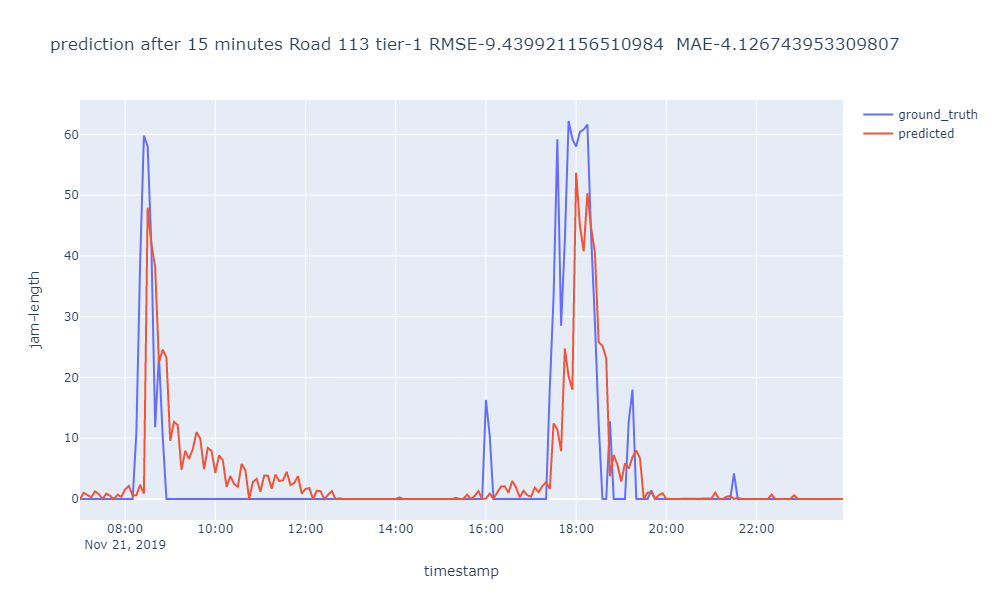 prediction after 15 minutes Road 113 tier-1 RMSE-9.439921156510984  MAE-4.126743953309807
ground_truth
predicted
60
50
40
30
20
10
0
jam-length
08:00 10:00 12:00 14:00 16:00 18:00 20:00 22:00
Nov 21, 2019
timestamp